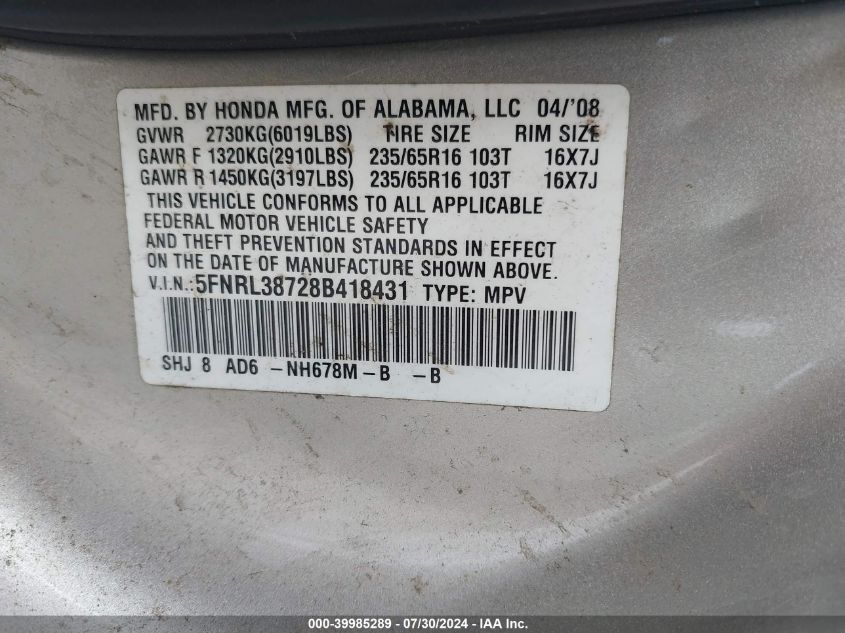 MFD. BY HONDA MFG. OF ALABAMA, LLC 04/'08
GVWR 2730KG(6019LBS) TIRE SIZE RIM SIZE
GAWR F 1320KG(2910LBS) 235/65R16 103T 16X7J
GAWR R 1450KG(3197LBS) 235/65R16 103T 16X7J
THIS VEHICLE CONFORMS TO ALL APPLICABLE
FEDERAL MOTOR VEHICLE SAFETY
AND THEFT PREVENTION STANDARDS IN EFFECT
ON THE DATE OF MANUFACTURE SHOWN ABOVE.
V.I.N.:5FNRL38728B418431 TYPE: MPV
SHJ 8 AD6 -NH678M-B -B
000-39985289 - 07/30/2024 - IAA Inc.